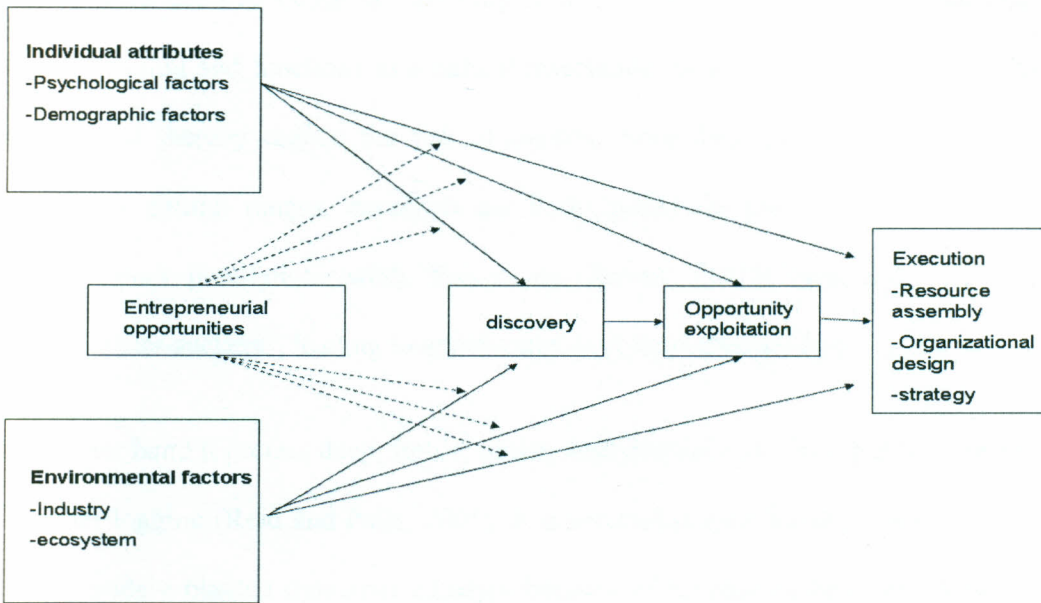 Individual attributes
-Psychological factors
-Demographic factors
Entrepreneurial
opportunities
discovery
Opportunity
exploitation
Execution
-Resource
assembly
-Organizational
design
-strategy
Environmental factors
-Industry
-ecosystem